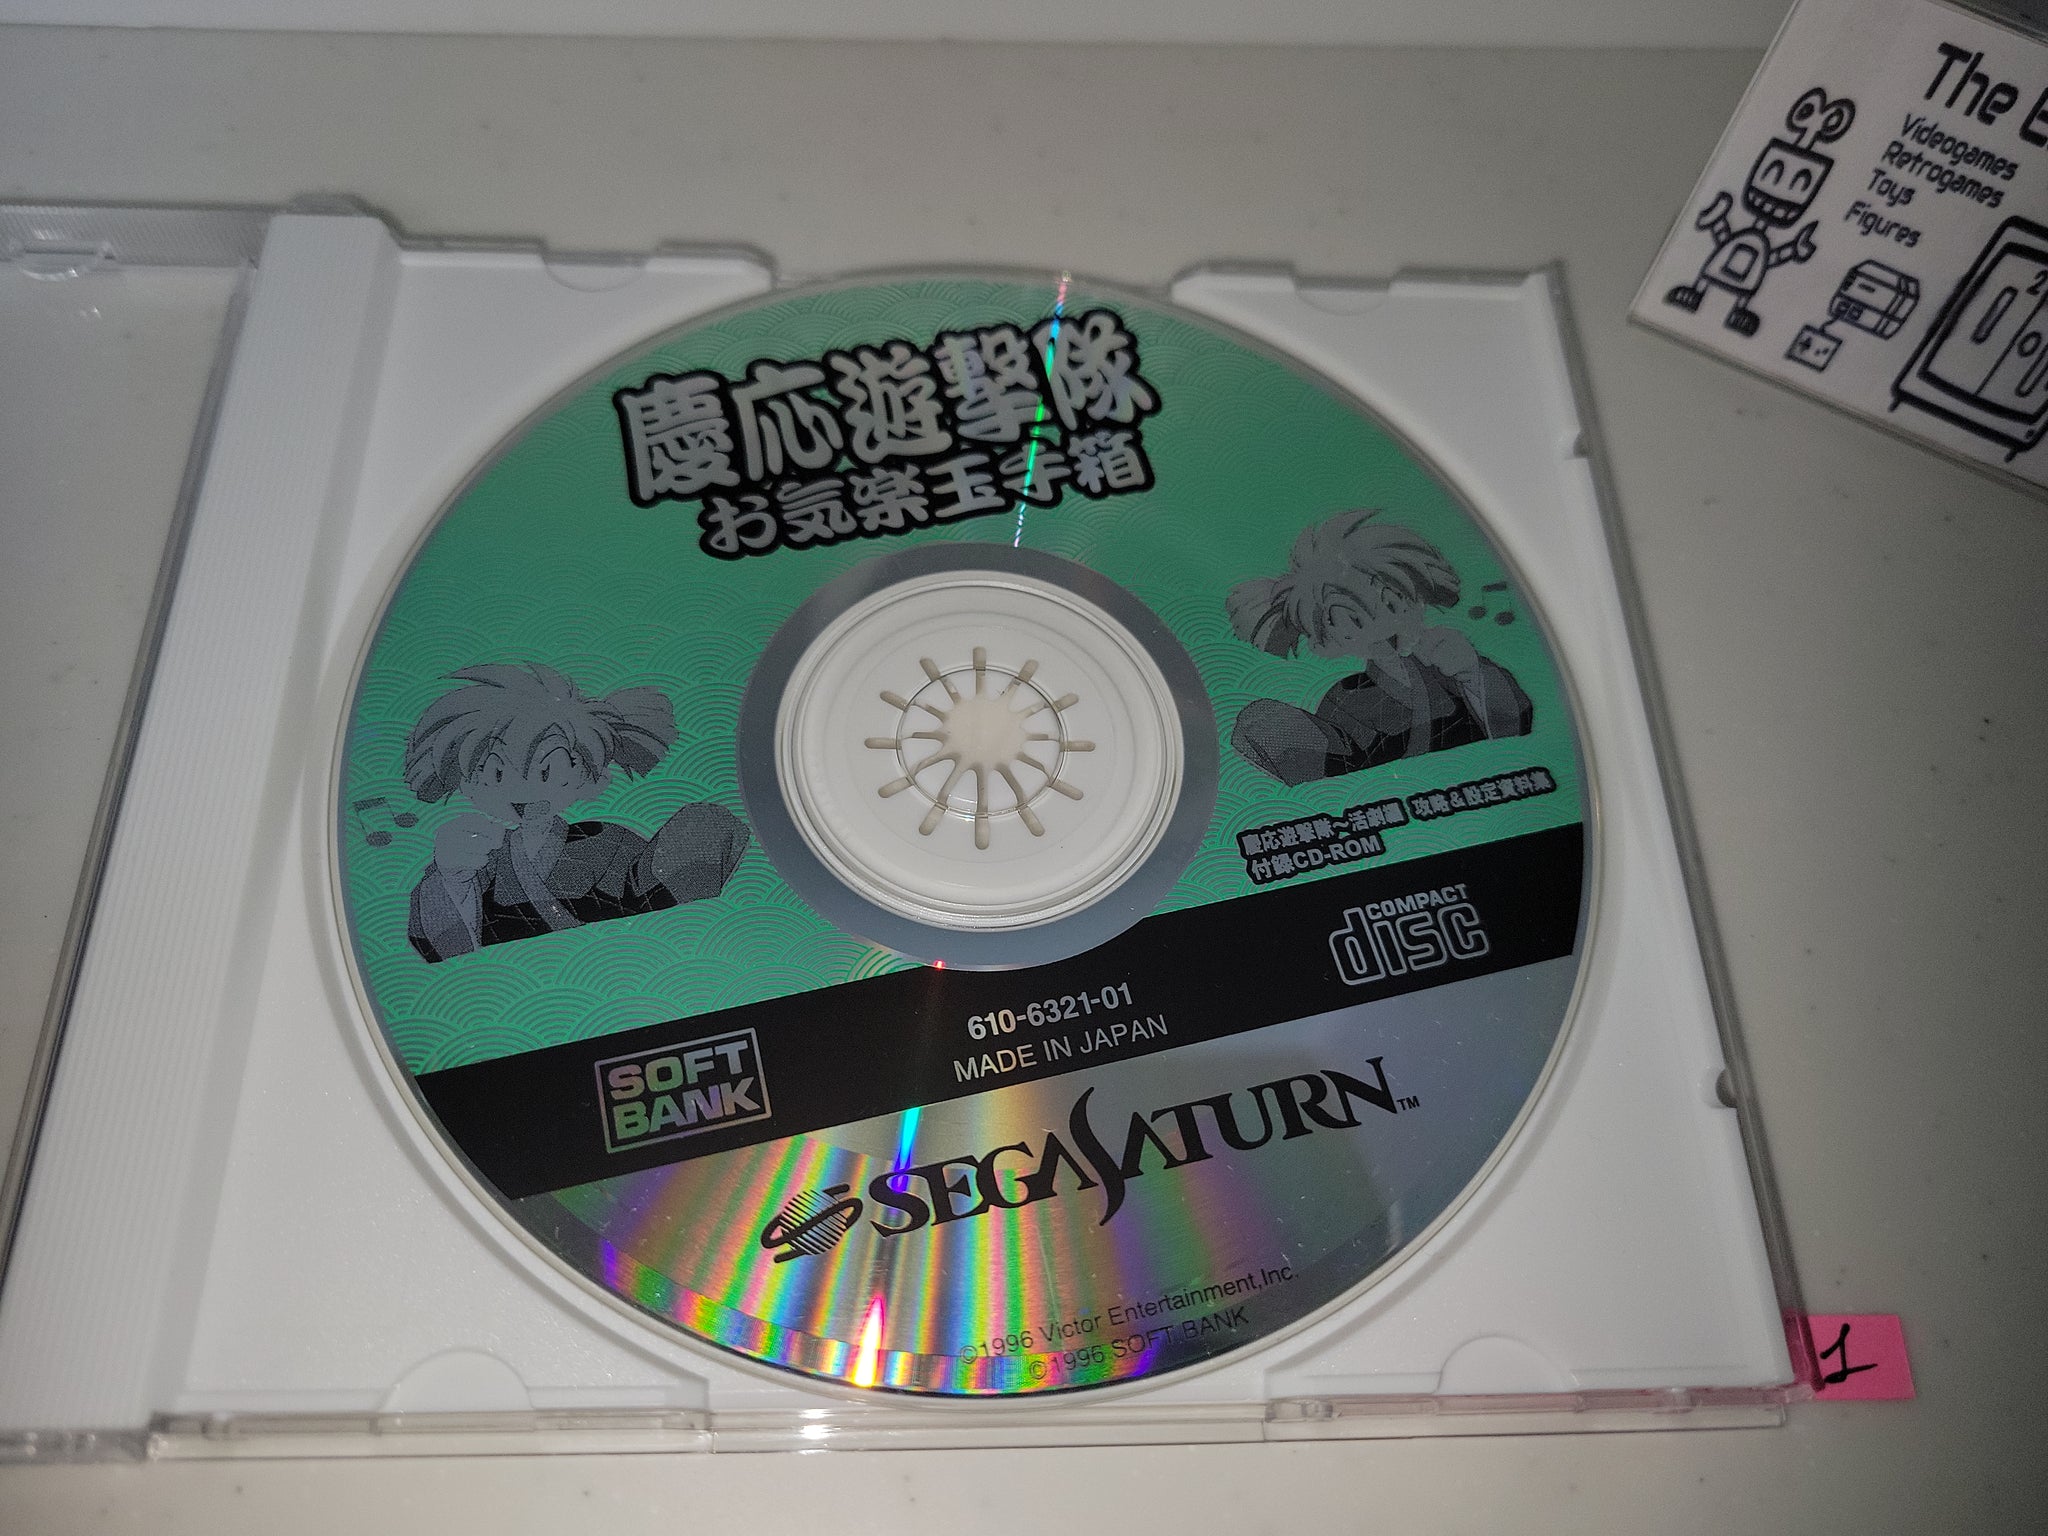 慶応遊撃隊
お気楽玉手箱
慶応遊撃隊〜活劇編 攻略&設定資料集
付録CD-ROM
COMPACT
disc
610-6321-01
MADE IN JAPAN
SOFT
BANK
SEGA SATURN™
©1996 Victor Entertainment,Inc.
©1996 SOFT BANK
The
Videogames
Retrogames
Toys
Figures
2
1